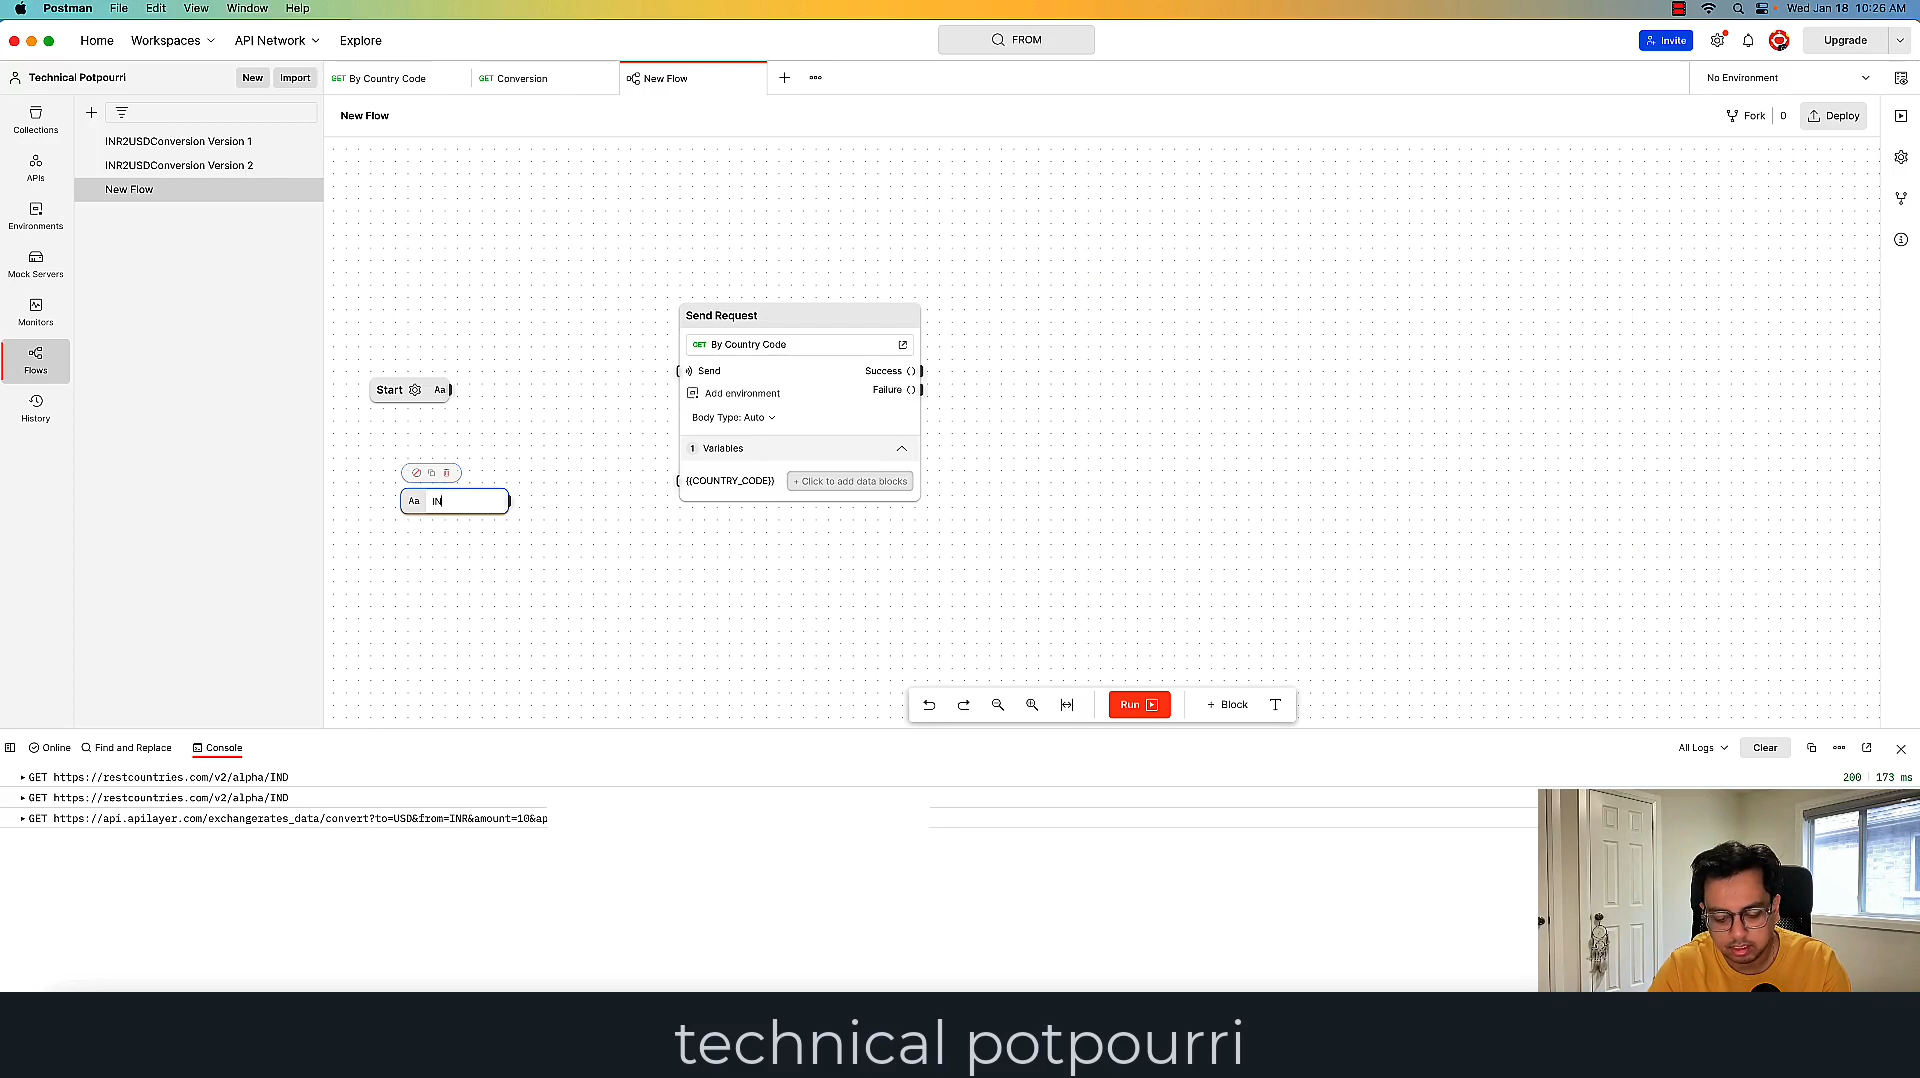 Postman File Edit View Window Help Wed Jan 18 10:26 AM
Home Workspaces API Network Explore FROM Invite Upgrade
Technical Potpourri New Import GET By Country Code GET Conversion New Flow No Environment
Collections
APIs
Environments
Mock Servers
Monitors
Flows
History
INR2USDConversion Version 1
INR2USDConversion Version 2
New Flow
New Flow Fork 0 Deploy
Start Aa
Aa IN
Send Request
GET By Country Code
Send Success ()
Add environment Failure ()
Body Type: Auto
1 Variables
{{COUNTRY_CODE}} + Click to add data blocks
Run + Block T
Online Find and Replace Console All Logs Clear
GET https://restcountries.com/v2/alpha/IND 200 173 ms
GET https://restcountries.com/v2/alpha/IND
GET https://api.apilayer.com/exchangerates_data/convert?to=USD&from=INR&amount=10&ap
technical potpourri